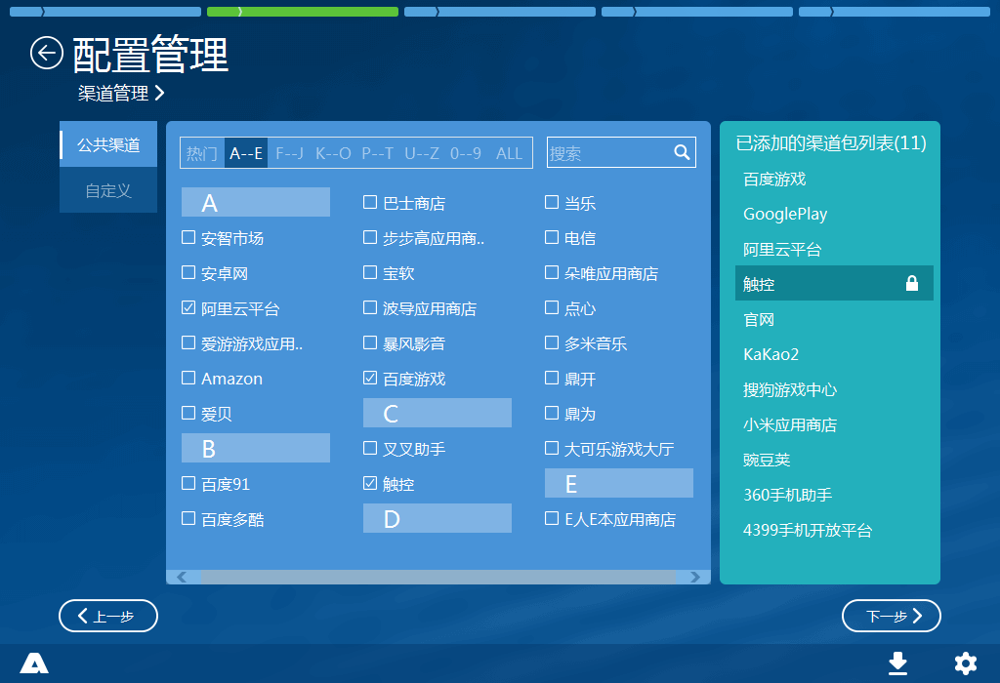 配置管理
渠道管理
公共渠道
自定义
热门 A--E F--J K--O P--T U--Z 0--9 ALL
搜索
A
安智市场
安卓网
阿里云平台
爱游游戏应用..
Amazon
爱贝
B
百度91
百度多酷
巴士商店
步步高应用商..
宝软
波导应用商店
暴风影音
百度游戏
C
叉叉助手
触控
D
当乐
电信
朵唯应用商店
点心
多米音乐
鼎开
鼎为
大可乐游戏大厅
E
E人E本应用商店
已添加的渠道包列表(11)
百度游戏
GooglePlay
阿里云平台
触控
官网
KaKao2
搜狗游戏中心
小米应用商店
豌豆荚
360手机助手
4399手机开放平台
上一步
下一步